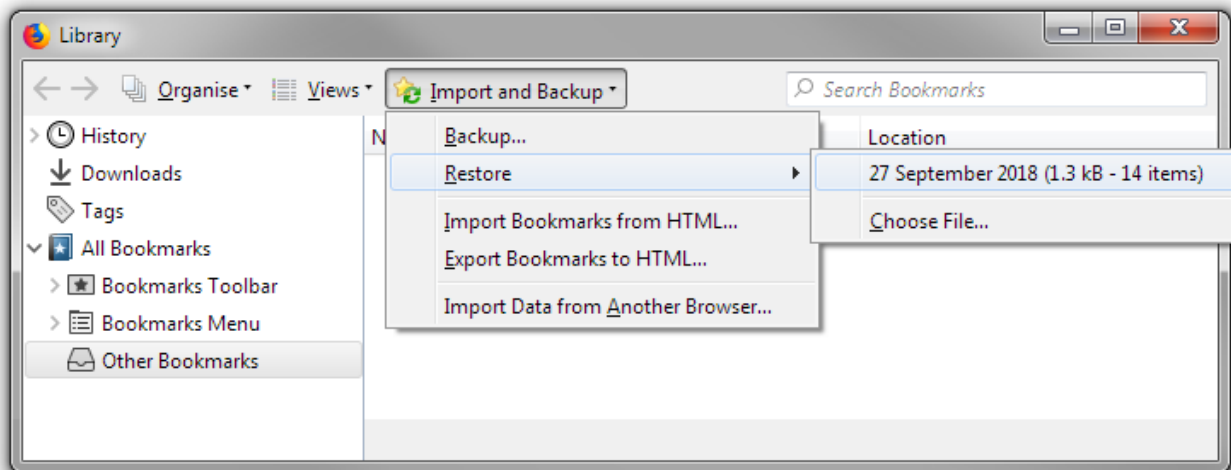 Library
Organise Views Import and Backup Search Bookmarks
History
Downloads
Tags
All Bookmarks
Bookmarks Toolbar
Bookmarks Menu
Other Bookmarks
N
Location
Backup...
Restore
Import Bookmarks from HTML...
Export Bookmarks to HTML...
Import Data from Another Browser...
27 September 2018 (1.3 kB - 14 items)
Choose File...